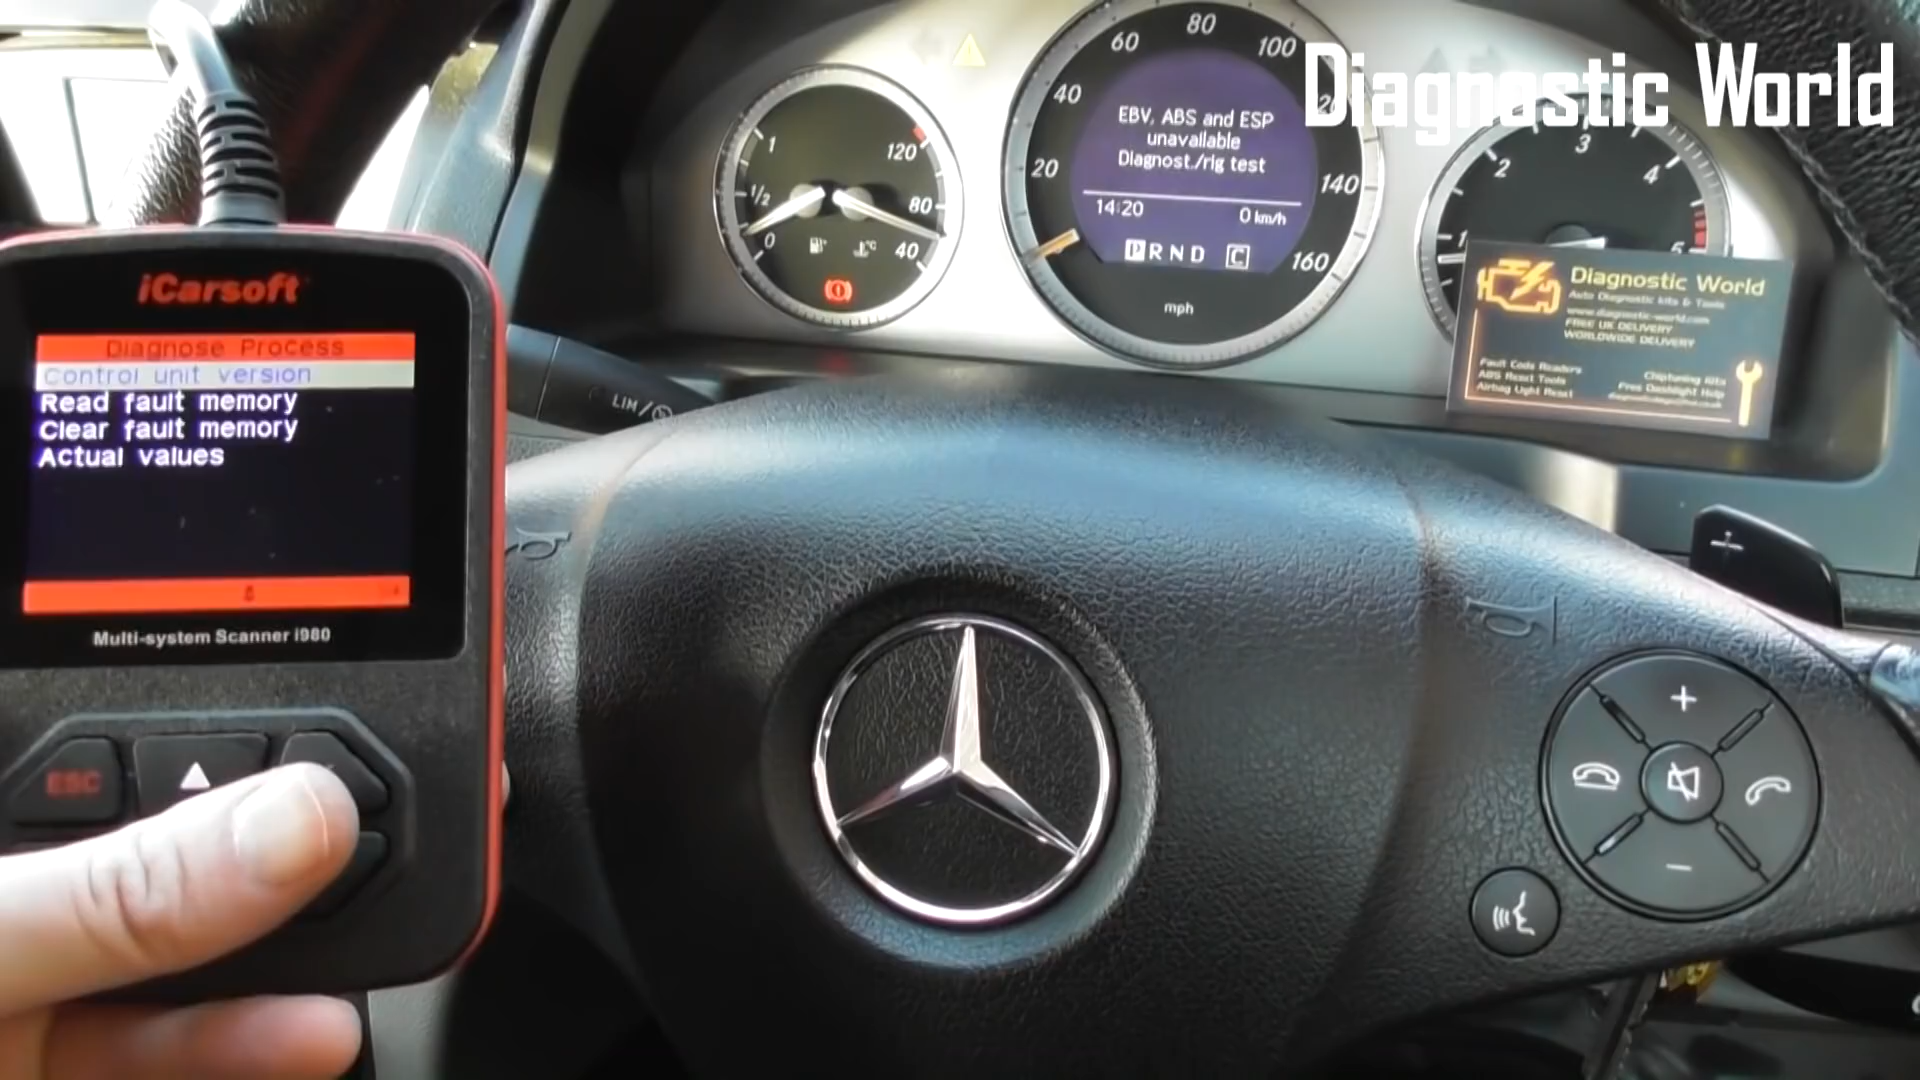 Diagnostic World
iCarsoft
Diagnose Process
Control unit version
Read fault memory
Clear fault memory
Actual values
Multi-system Scanner i980
ESC
1
1/2
0
120
80
40
LIM
20
40
60
80
100
140
160
mph
EBV, ABS and ESP
unavailable
Diagnost./rig test
14:20
0 km/h
PRND
C
1
2
3
4
5
Diagnostic World
Auto Diagnostic kits & Tools
www.diagnostic-world.com
FREE UK DELIVERY
WORLDWIDE DELIVERY
Fault Code Readers
ABS Reset Tools
Airbag Light Reset
Chiptuning Kits
Free Dashlight Help
+
+
−